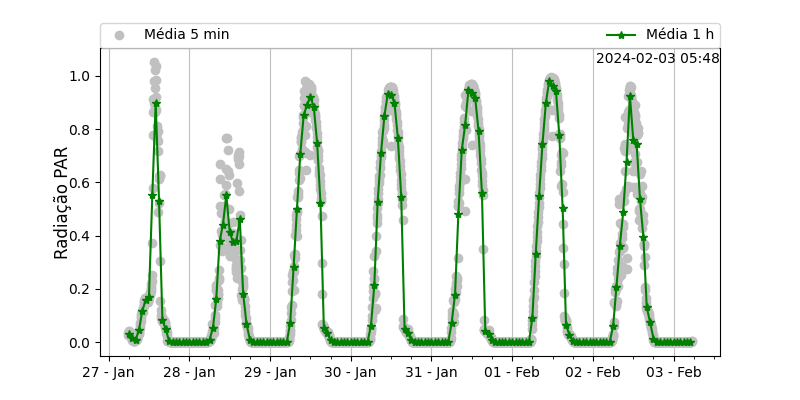 Média 5 min
Média 1 h
2024-02-03 05:48
Radiação PAR
1.0
0.8
0.6
0.4
0.2
0.0
27 - Jan
28 - Jan
29 - Jan
30 - Jan
31 - Jan
01 - Feb
02 - Feb
03 - Feb